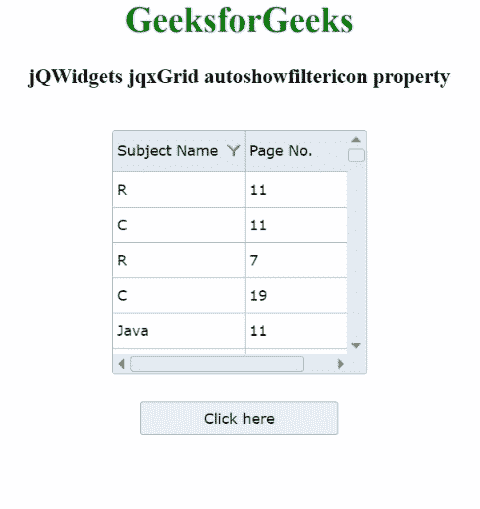 GeeksforGeeks
jQWidgets jqxGrid autoshowfiltericon property
Subject Name Page No.
R 11
C 11
R 7
C 19
Java 11
Click here